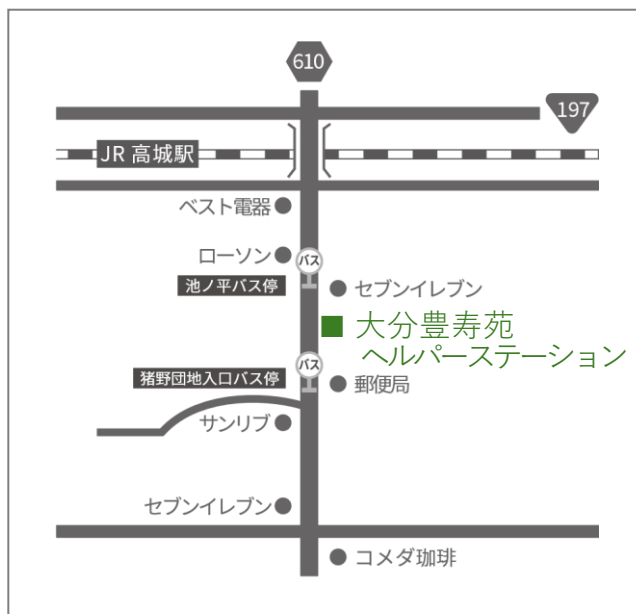 610
197
JR 高城駅
ベスト電器
ローソン
バス
池ノ平バス停
セブンイレブン
大分豊寿苑
ヘルパーステーション
バス
猪野団地入口バス停
郵便局
サンリブ
セブンイレブン
コメダ珈琲